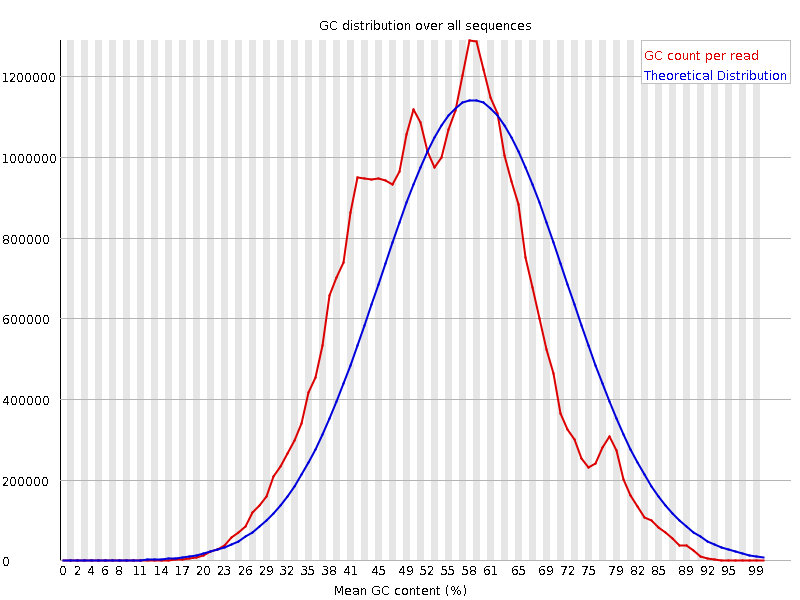 GC distribution over all sequences
GC count per read
Theoretical Distribution
1200000
1000000
800000
600000
400000
200000
0
0 2 4 6 8 11 14 17 20 23 26 29 32 35 38 41 45 49 52 55 58 61 65 69 72 75 79 82 85 89 92 95 99
Mean GC content (%)